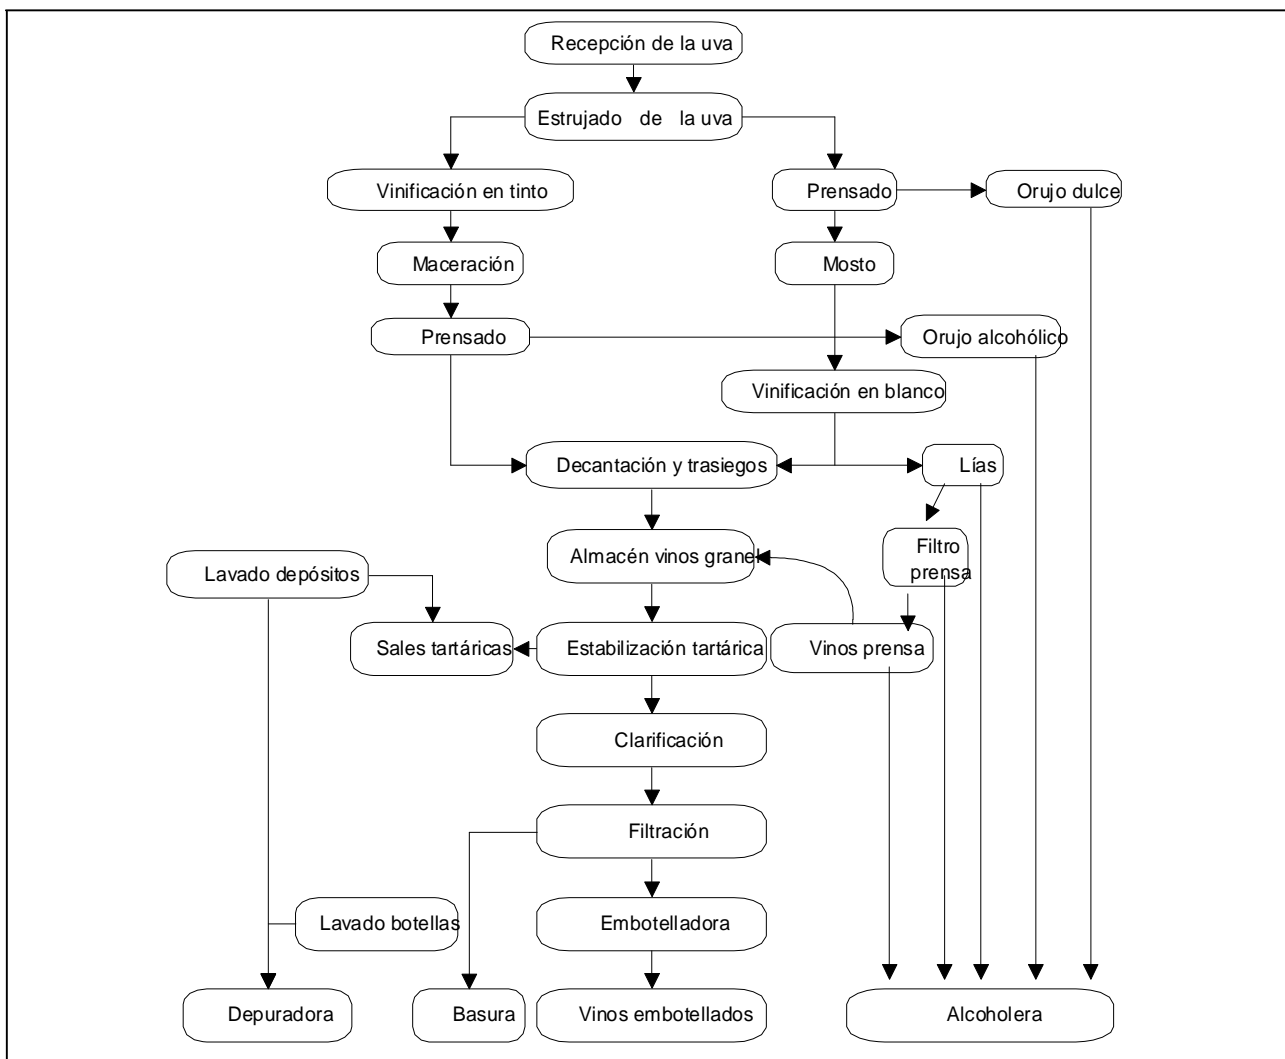 Recepción de la uva
Estrujado de la uva
Vinificación en tinto
Prensado
Orujo dulce
Maceración
Mosto
Prensado
Orujo alcohólico
Vinificación en blanco
Decantación y trasiegos
Lías
Almacén vinos granel
Filtro
prensa
Lavado depósitos
Sales tartáricas
Estabilización tartárica
Vinos prensa
Clarificación
Filtración
Lavado botellas
Embotelladora
Depuradora
Basura
Vinos embotellados
Alcoholera